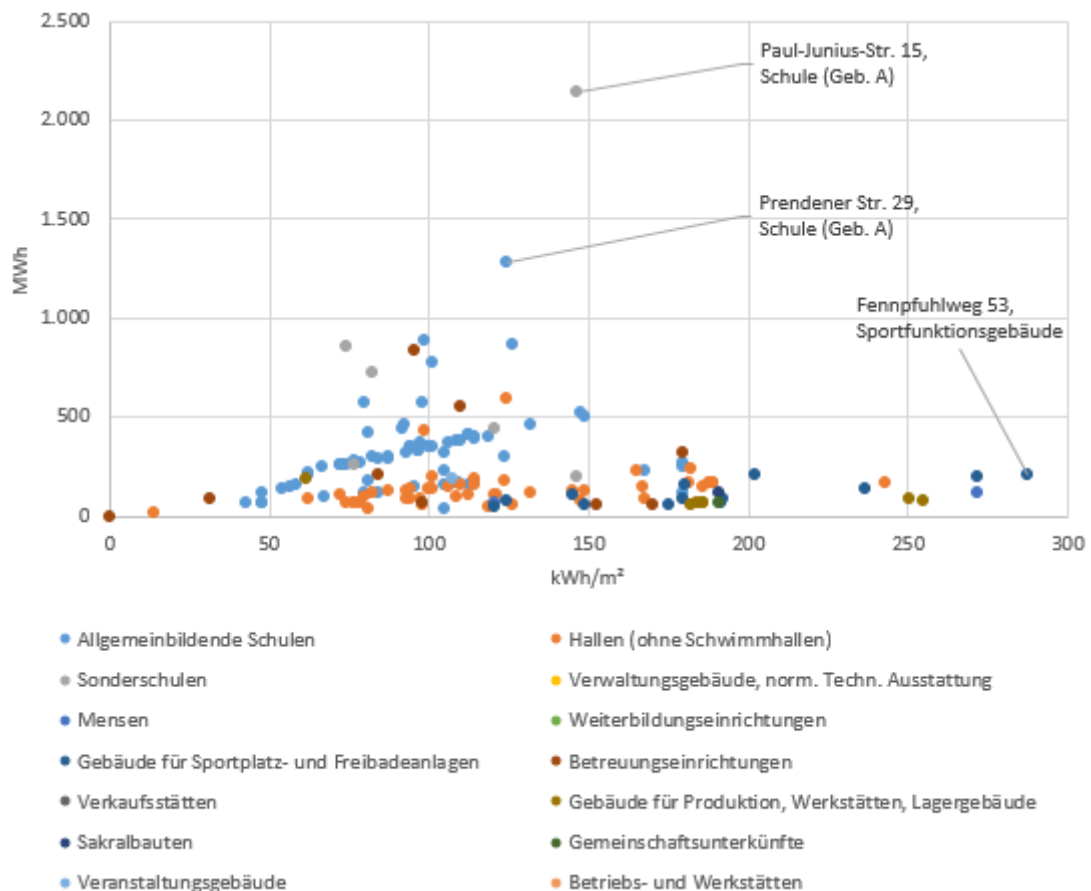 2.500
2.000
1.500
1.000
500
0
MWh
Paul-Junius-Str. 15,
Schule (Geb. A)
Prendener Str. 29,
Schule (Geb. A)
Fennpfuhlweg 53,
Sportfunktionsgebäude
0 50 100 150 200 250 300
kWh/m²
Allgemeinbildende Schulen
Hallen (ohne Schwimmhallen)
Sonderschulen
Verwaltungsgebäude, norm. Techn. Ausstattung
Mensen
Weiterbildungseinrichtungen
Gebäude für Sportplatz- und Freibadeanlagen
Betreuungseinrichtungen
Verkaufsstätten
Gebäude für Produktion, Werkstätten, Lagergebäude
Sakralbauten
Gemeinschaftsunterkünfte
Veranstaltungsgebäude
Betriebs- und Werkstätten